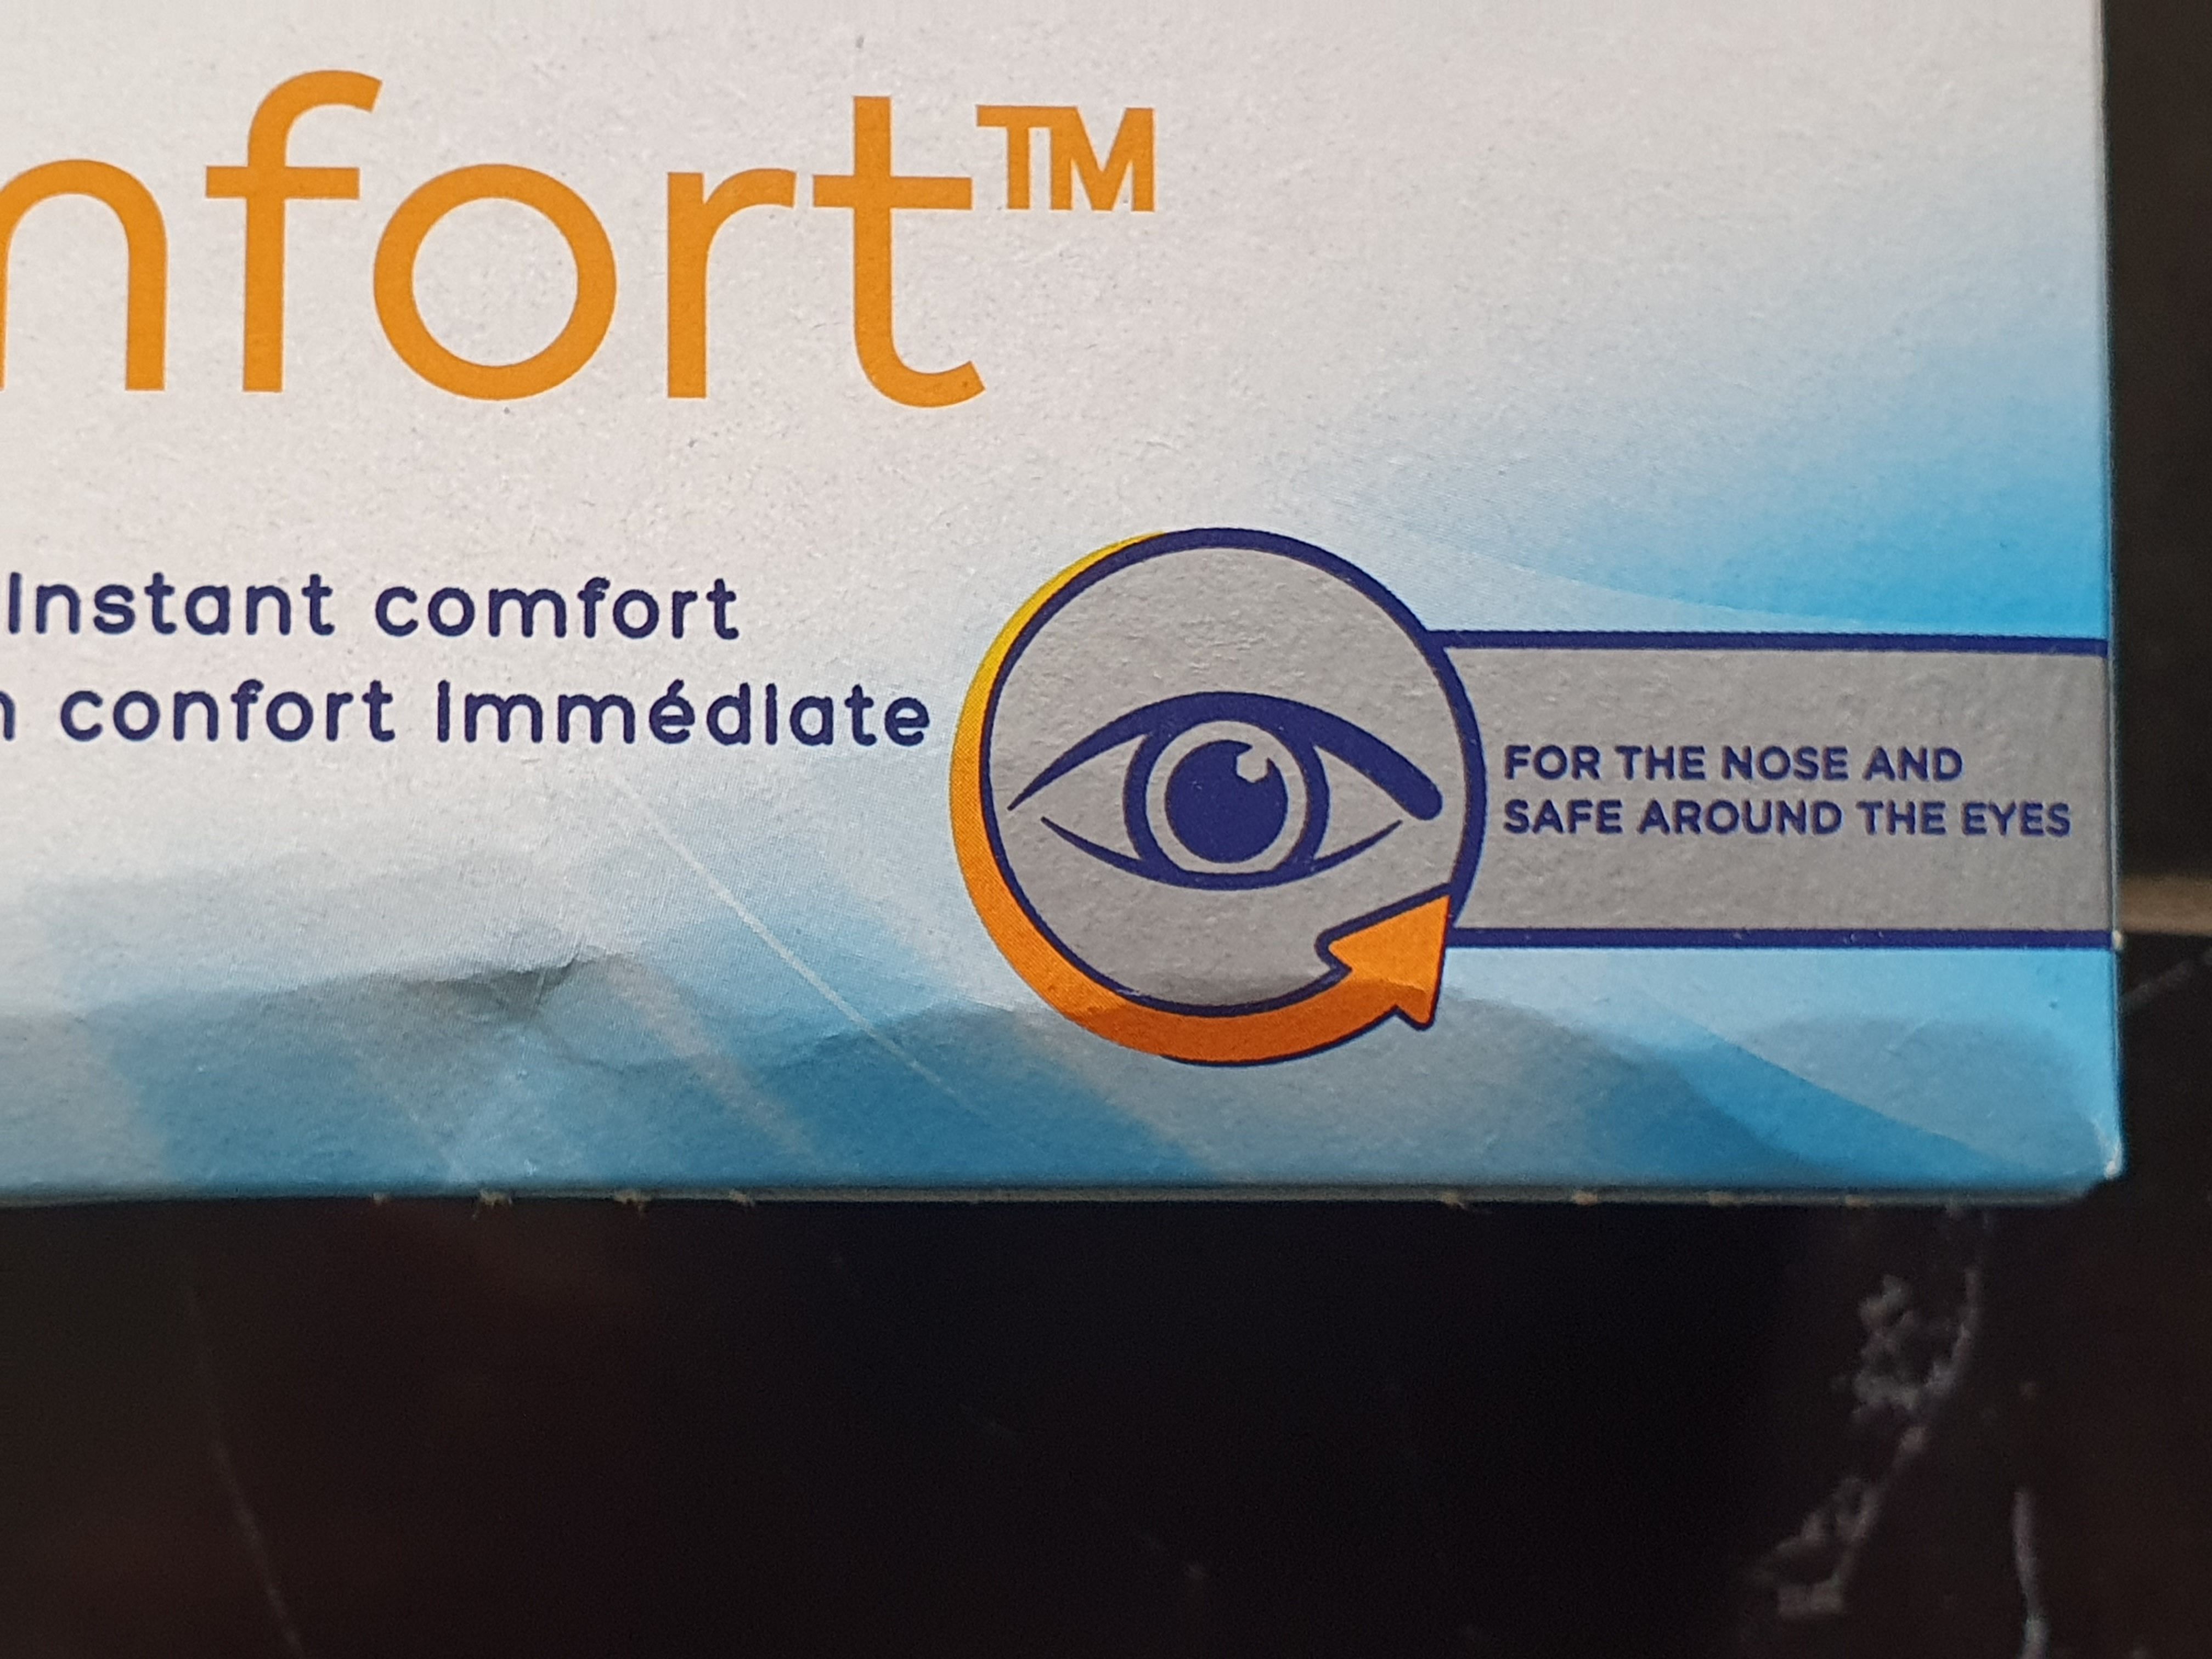 nfort™
Instant comfort
n confort Immédiate
FOR THE NOSE AND
SAFE AROUND THE EYES